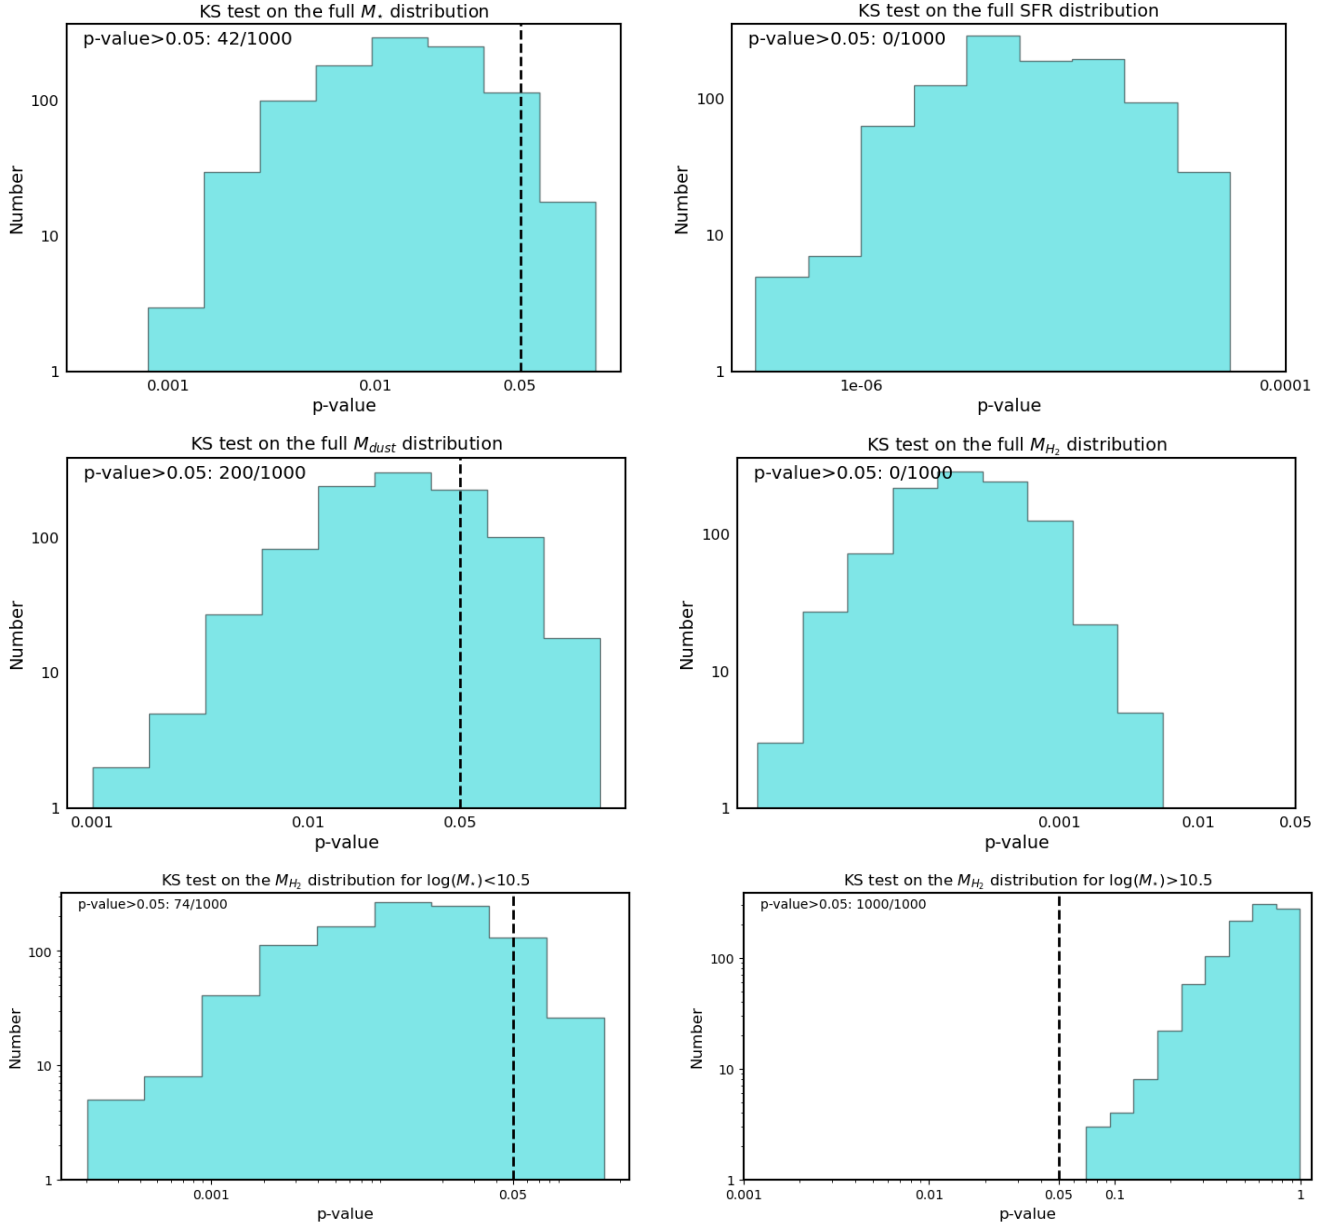 KS test on the full M⋆ distribution
p-value>0.05: 42/1000
Number
100
10
1
0.001
0.01
0.05
p-value
KS test on the full SFR distribution
p-value>0.05: 0/1000
Number
100
10
1
1e-06
0.0001
p-value
KS test on the full M_dust distribution
p-value>0.05: 200/1000
Number
100
10
1
0.001
0.01
0.05
p-value
KS test on the full M_H₂ distribution
p-value>0.05: 0/1000
Number
100
10
1
0.001
0.01
0.05
p-value
KS test on the M_H₂ distribution for log(M⋆)<10.5
p-value>0.05: 74/1000
Number
100
10
1
0.001
0.05
p-value
KS test on the M_H₂ distribution for log(M⋆)>10.5
p-value>0.05: 1000/1000
Number
100
10
1
0.001
0.01
0.05
0.1
1
p-value